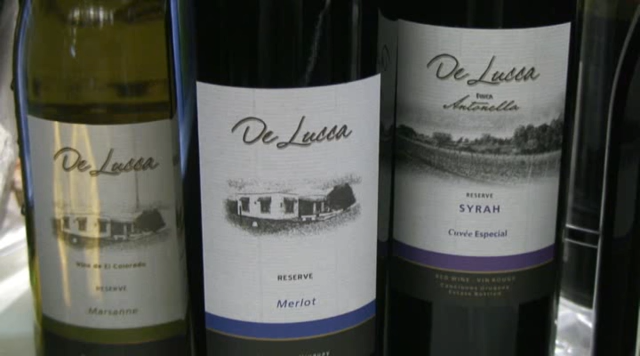 De Lucca
Vino de El Colorado
RESERVE
Marsanne
De Lucca
RESERVE
Merlot
De Lucca
FINCA
Antonella
RESERVE
SYRAH
Cuvée Especial
RED WINE · VIN ROUGE